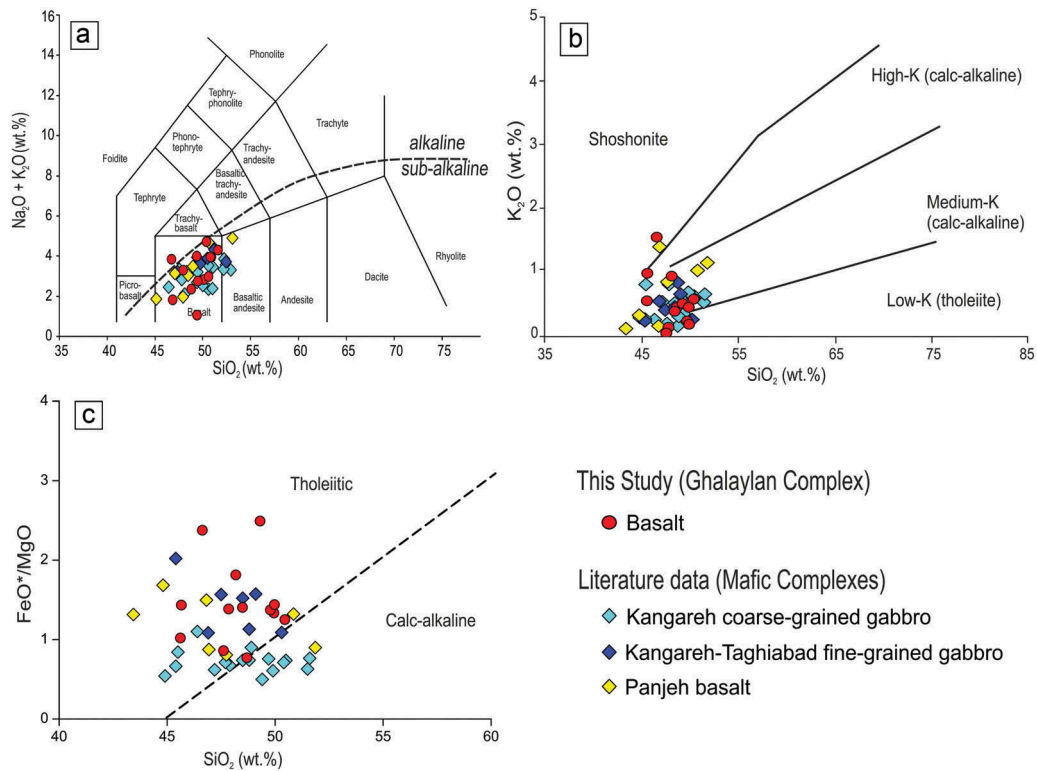 a
16
14
12
10
8
6
4
2
0
Na₂O + K₂O (wt.%)
35 40 45 50 55 60 65 70 75
SiO₂ (wt.%)
Phonolite
Tephry-
phonolite
Trachyte
Phono-
tephryte
Foidite
Trachy-
andesite
alkaline
sub-alkaline
Basaltic
trachy-
andesite
Tephryte
Trachy-
basalt
Picro-
basalt
Basalt
Basaltic
andesite
Andesite
Dacite
Rhyolite
b
5
4
3
2
1
0
K₂O (wt.%)
35 45 55 65 75 85
SiO₂ (wt.%)
High-K (calc-alkaline)
Shoshonite
Medium-K
(calc-alkaline)
Low-K (tholeiite)
c
4
3
2
1
0
FeO*/MgO
40 45 50 55 60
SiO₂ (wt.%)
Tholeiitic
Calc-alkaline
This Study (Ghalaylan Complex)
Basalt
Literature data (Mafic Complexes)
Kangareh coarse-grained gabbro
Kangareh-Taghiabad fine-grained gabbro
Panjeh basalt